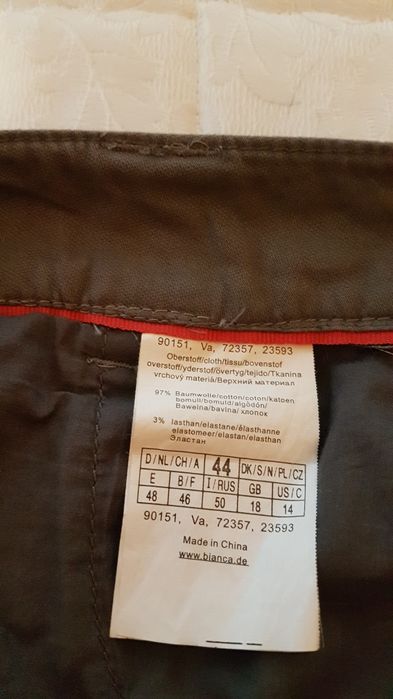 90151, Va, 72357, 23593
Oberstoff/cloth/tissu/bovenstof
overstoff/yderstof/övertyg/tejido/Tkanina
vrchový materiá/Верхний материал
97% Baumwolle/cotton/coton/katoen
bomull/bomuld/algôdón/
Bawelna/bavlna/ хлопок
3% lasthan/elastane/élasthanne
elastomeer/elastan/elasthan
Эластан
D/NL/CH/A 44 DK/S/N/PL/CZ
E B/F I/RUS GB US/C
48 46 50 18 14
90151, Va, 72357, 23593
Made in China
www.bianca.de